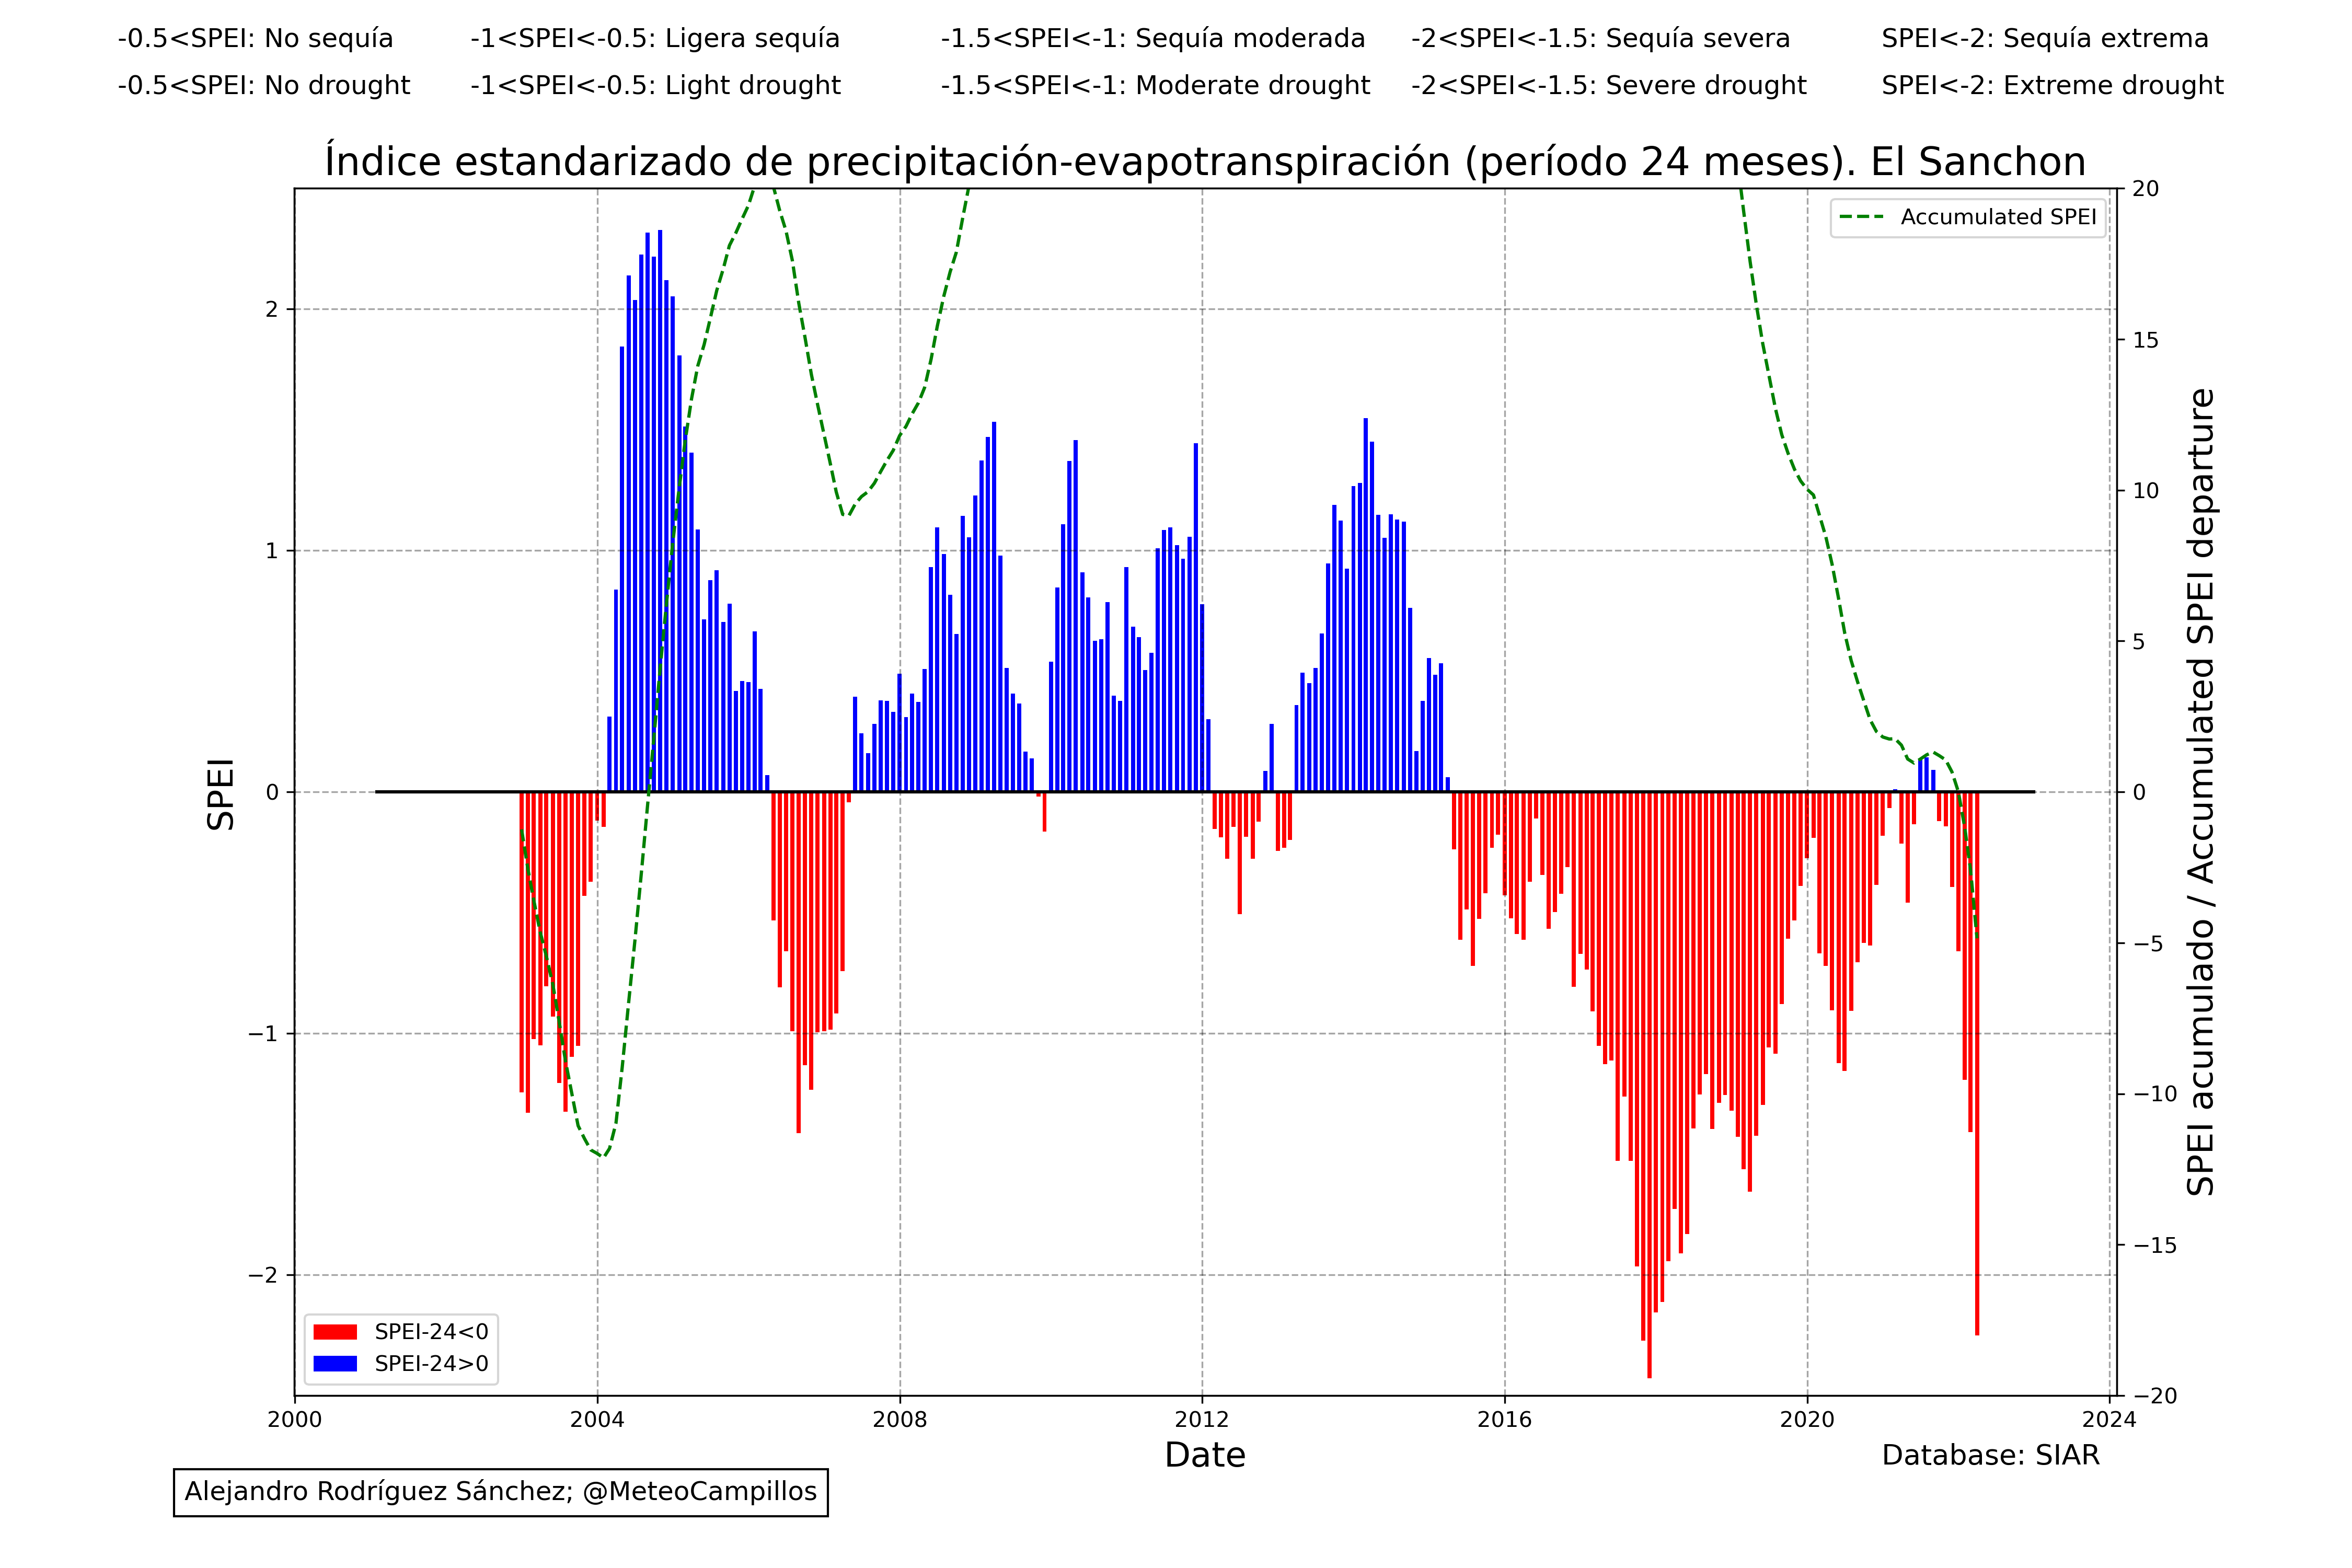 -0.5<SPEI: No sequía -1<SPEI<-0.5: Ligera sequía -1.5<SPEI<-1: Sequía moderada -2<SPEI<-1.5: Sequía severa SPEI<-2: Sequía extrema
-0.5<SPEI: No drought -1<SPEI<-0.5: Light drought -1.5<SPEI<-1: Moderate drought -2<SPEI<-1.5: Severe drought SPEI<-2: Extreme drought
Índice estandarizado de precipitación-evapotranspiración (período 24 meses). El Sanchon
Accumulated SPEI
2
1
0
−1
−2
SPEI
20
15
10
5
0
−5
−10
−15
−20
SPEI acumulado / Accumulated SPEI departure
SPEI-24<0
SPEI-24>0
2000 2004 2008 2012 2016 2020 2024
Date
Database: SIAR
Alejandro Rodríguez Sánchez; @MeteoCampillos